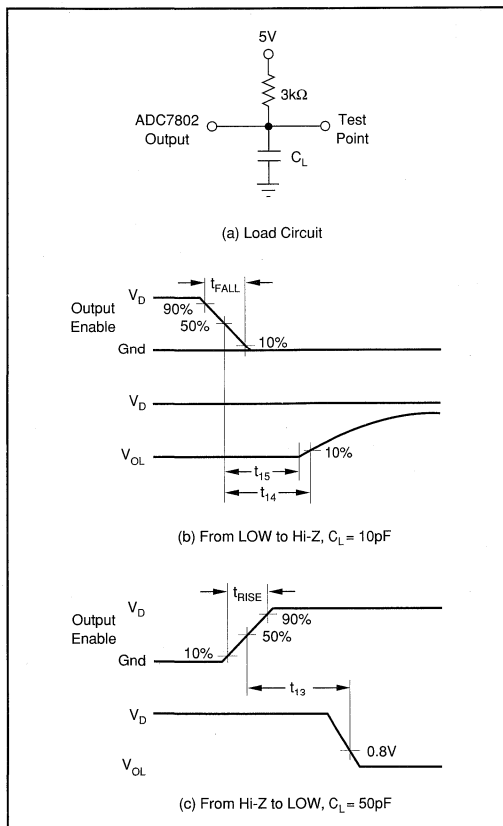 5V
3kΩ
ADC7802 Output
Test Point
C_L
(a) Load Circuit
t_FALL
V_D
Output Enable
90%
50%
10%
Gnd
V_D
V_OL
10%
t_15
t_14
(b) From LOW to Hi-Z, C_L = 10pF
t_RISE
V_D
Output Enable
90%
50%
10%
Gnd
t_13
V_D
0.8V
V_OL
(c) From Hi-Z to LOW, C_L = 50pF